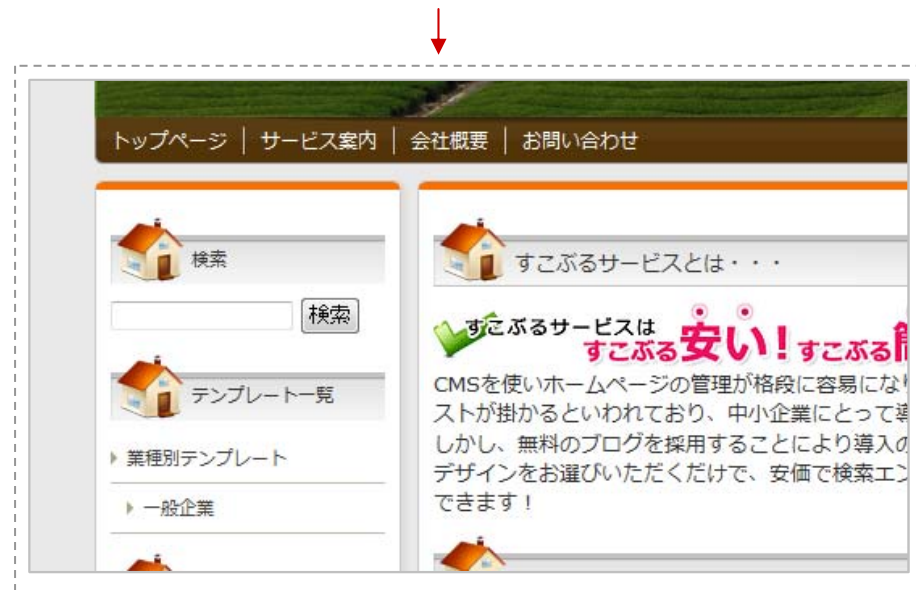 トップページ │ サービス案内 │ 会社概要 │ お問い合わせ
検索
検索
テンプレート一覧
業種別テンプレート
一般企業
すこぶるサービスとは・・・
すこぶるサービスは
すこぶる安い！すこぶる
CMSを使いホームページの管理が格段に容易にな
ストが掛かるといわれており、中小企業にとって
しかし、無料のブログを採用することにより導入の
デザインをお選びいただくだけで、安価で検索エン
できます！